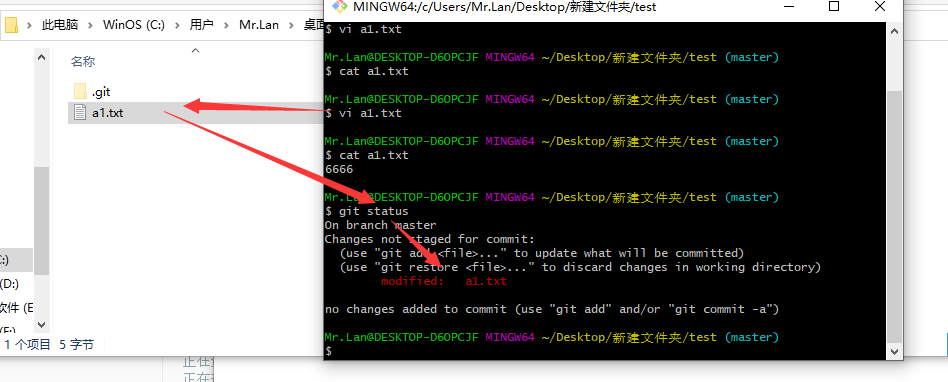 此电脑 WinOS (C:) 用户 Mr.Lan 桌面
名称
.git
a1.txt
(D:)
软件 (E
1 个项目 5 字节
MINGW64:/c/Users/Mr.Lan/Desktop/新建文件夹/test
$ vi a1.txt
Mr.Lan@DESKTOP-D6OPCJF MINGW64 ~/Desktop/新建文件夹/test (master)
$ cat a1.txt
Mr.Lan@DESKTOP-D6OPCJF MINGW64 ~/Desktop/新建文件夹/test (master)
$ vi a1.txt
Mr.Lan@DESKTOP-D6OPCJF MINGW64 ~/Desktop/新建文件夹/test (master)
$ cat a1.txt
6666
Mr.Lan@DESKTOP-D6OPCJF MINGW64 ~/Desktop/新建文件夹/test (master)
$ git status
On branch master
Changes not staged for commit:
(use "git add <file>..." to update what will be committed)
(use "git restore <file>..." to discard changes in working directory)
modified: a1.txt
no changes added to commit (use "git add" and/or "git commit -a")
Mr.Lan@DESKTOP-D6OPCJF MINGW64 ~/Desktop/新建文件夹/test (master)
$